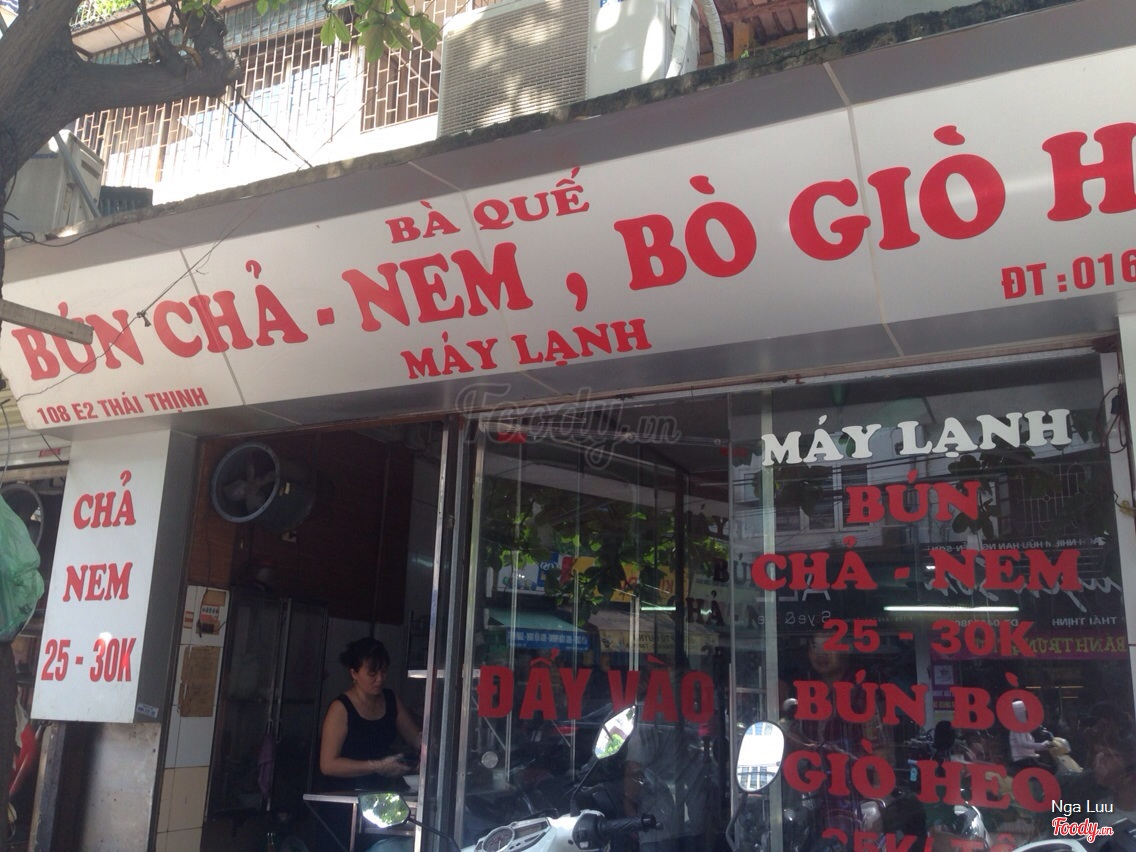 BÀ QUẾ
BÚN CHẢ - NEM , BÒ GIÒ H
MÁY LẠNH
ĐT : 016
108 E2 THÁI THỊNH
CHẢ
NEM
25 - 30K
ĐẨY VÀO
MÁY LẠNH
BÚN
CHẢ - NEM
25 - 30K
BÚN BÒ
GIÒ HEO
Foody.vn
Nga Luu
Foody.vn